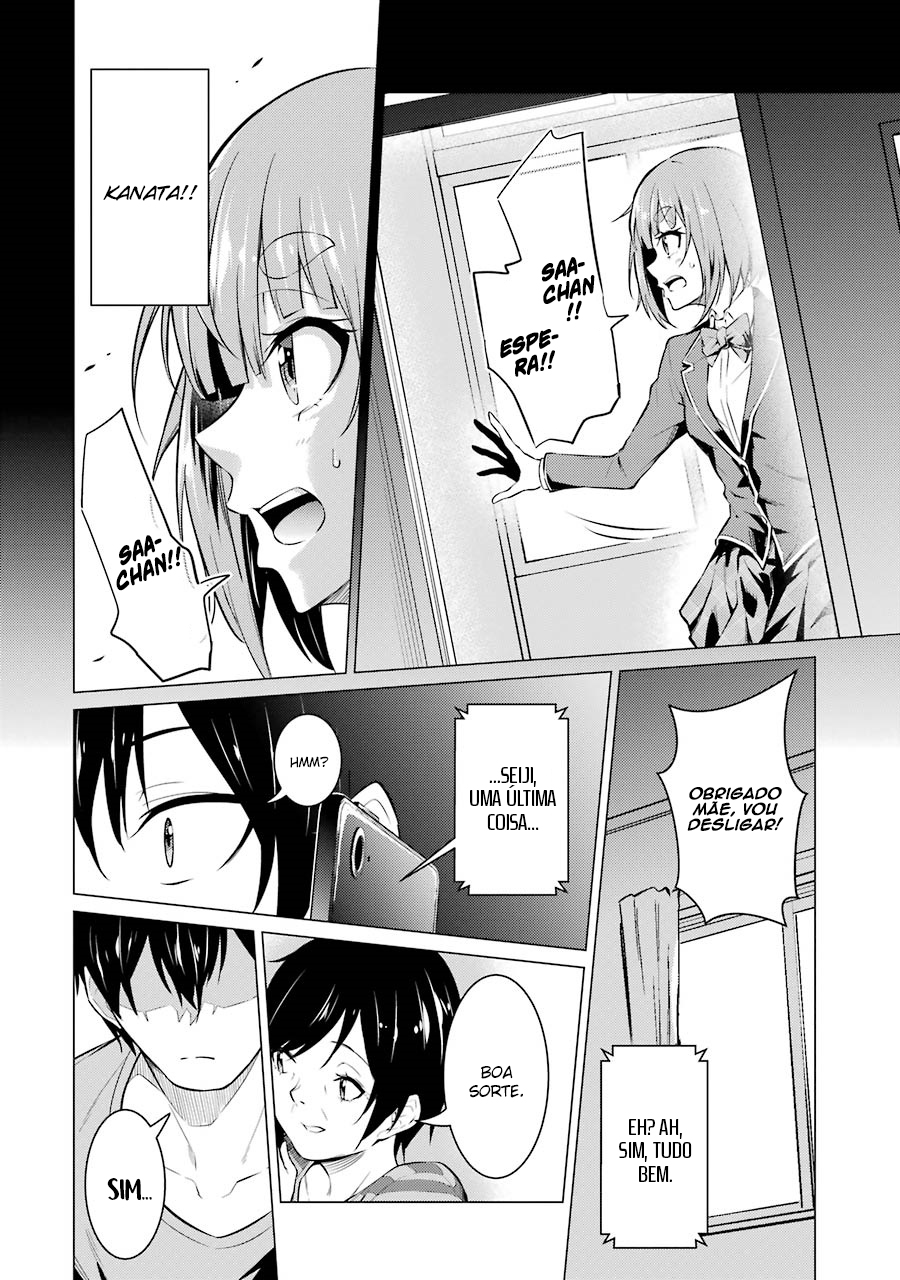 SAA-
CHAN
!!
ESPE-
RA!!
KANATA!!
SAA-
CHAN!!
OBRIGADO
MÃE, VOU
DESLIGAR!
EH? AH,
SIM, TUDO
BEM.
...SEIJI,
UMA ÚLTIMA
COISA...
HMM?
BOA
SORTE.
SIM...